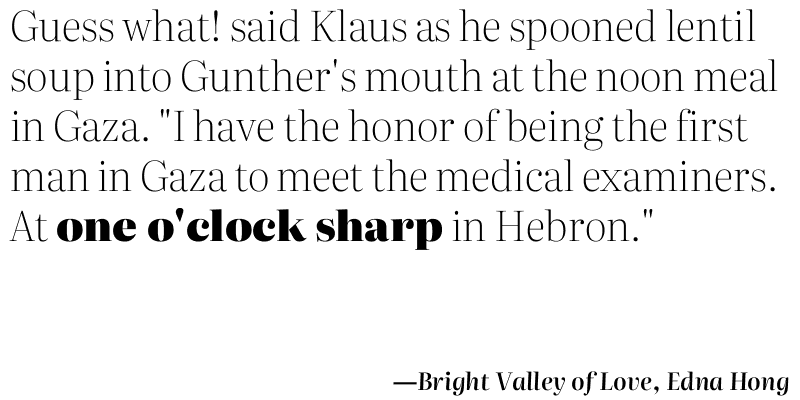 Guess what! said Klaus as he spooned lentil
soup into Gunther's mouth at the noon meal
in Gaza. "I have the honor of being the first
man in Gaza to meet the medical examiners.
At one o'clock sharp in Hebron."
—Bright Valley of Love, Edna Hong